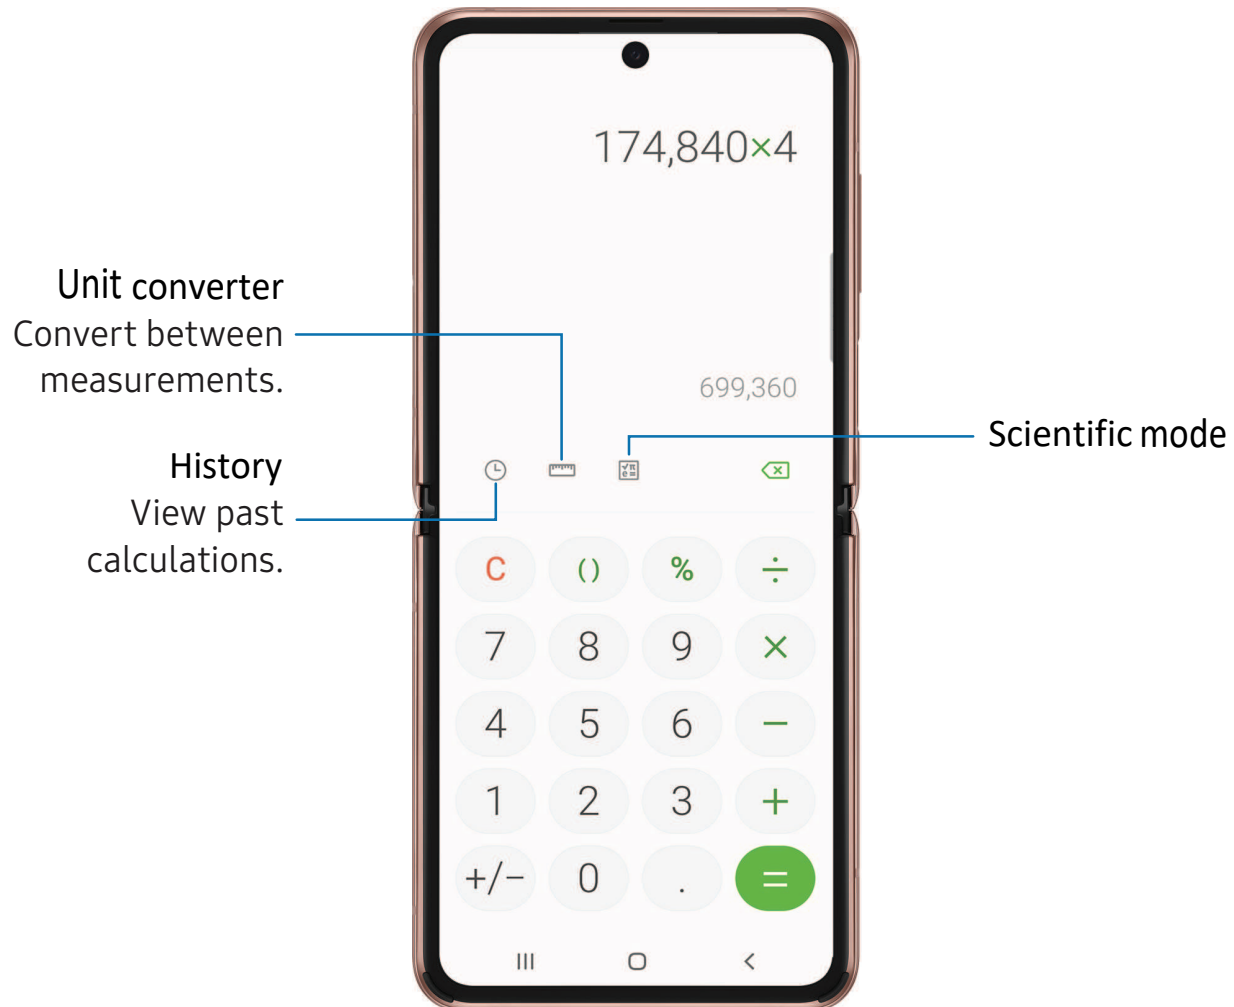 174,840×4
Unit converter
Convert between
measurements.
699,360
Scientific mode
History
View past
calculations.
√π
e =
C () % ÷
7 8 9 ×
4 5 6 −
1 2 3 +
+/− 0 . =